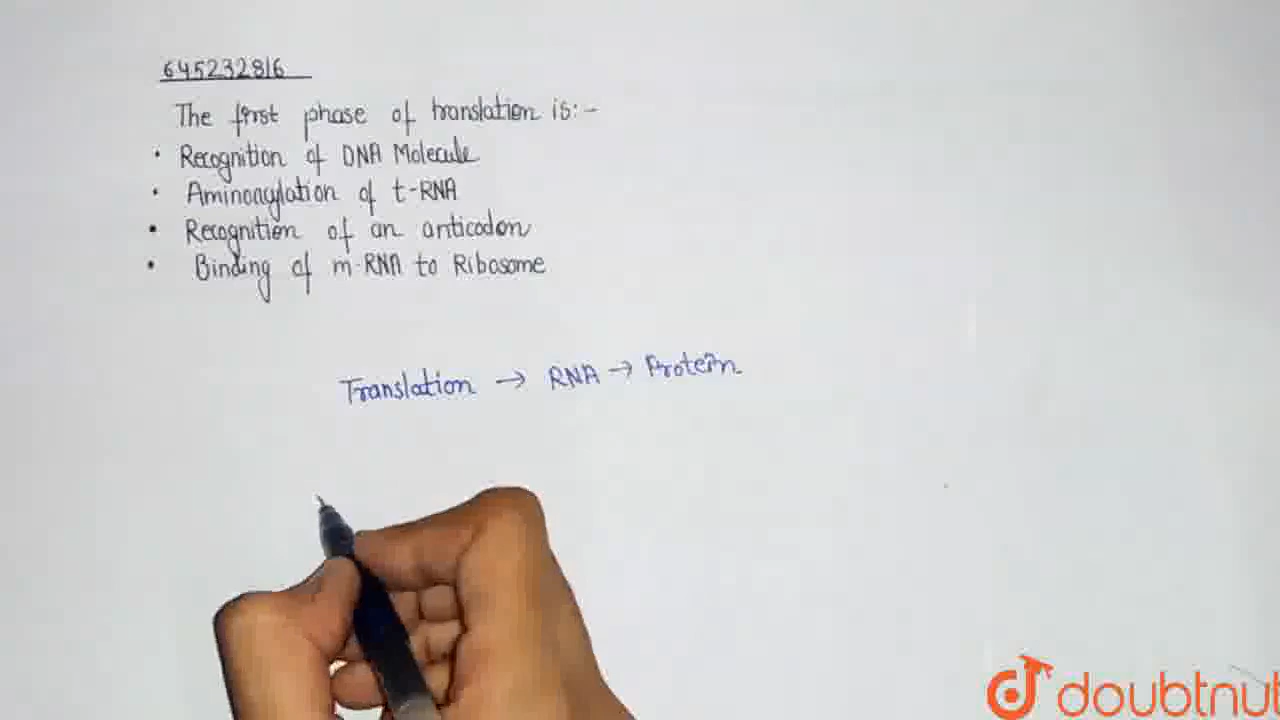 645232816
The first phase of translation is:-
• Recognition of DNA Molecule
• Aminoacylation of t-RNA
• Recognition of an anticodon
• Binding of m-RNA to Ribosome
Translation → RNA → Protein
doubtnut